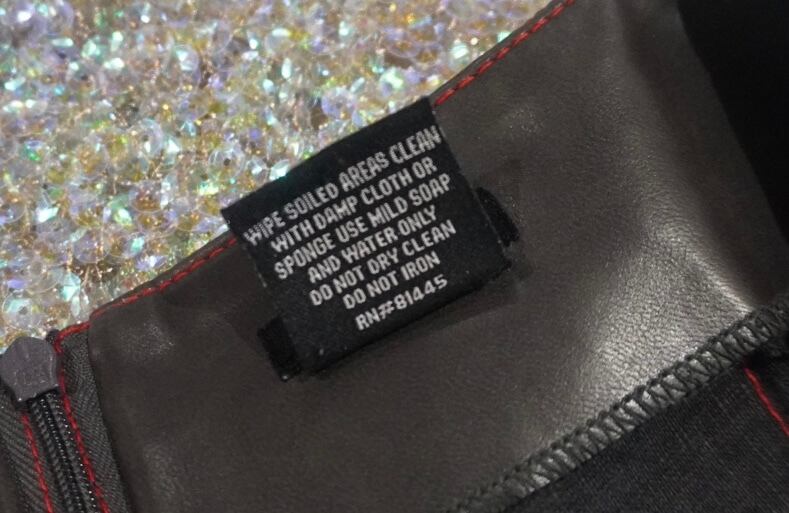 WIPE SOILED AREAS CLEAN
WITH DAMP CLOTH OR
SPONGE USE MILD SOAP
AND WATER ONLY
DO NOT DRY CLEAN
DO NOT IRON
RN#81445